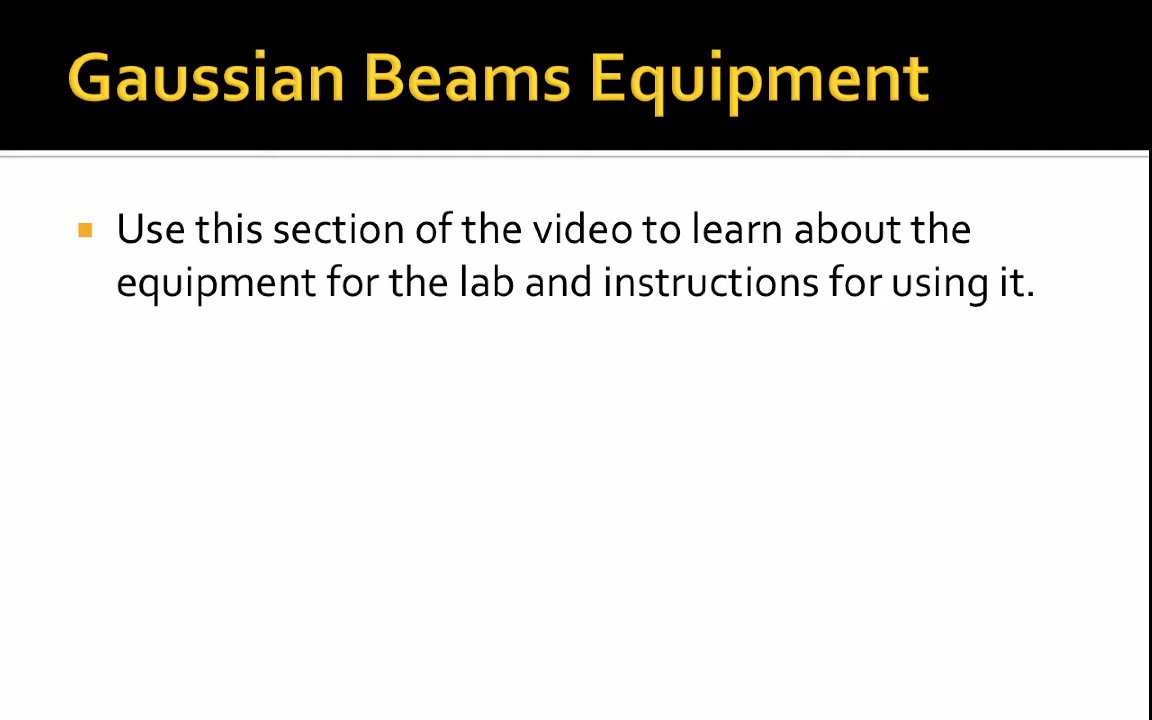 Gaussian Beams Equipment
Use this section of the video to learn about the
equipment for the lab and instructions for using it.